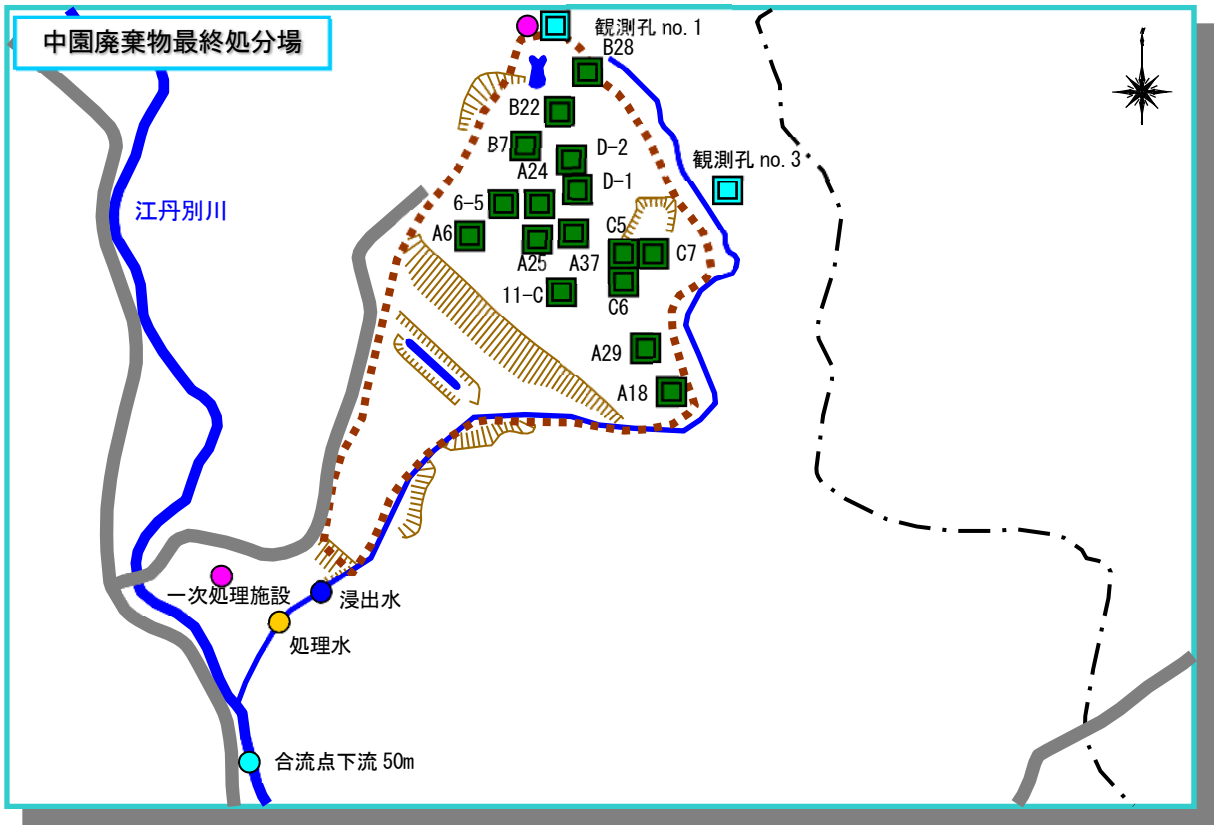 中園廃棄物最終処分場
観測孔 no.1
B28
B22
B7
D-2
A24
観測孔 no.3
D-1
6-5
江丹別川
A6
C5
C7
A25
A37
11-C
C6
A29
A18
一次処理施設
浸出水
処理水
合流点下流 50m